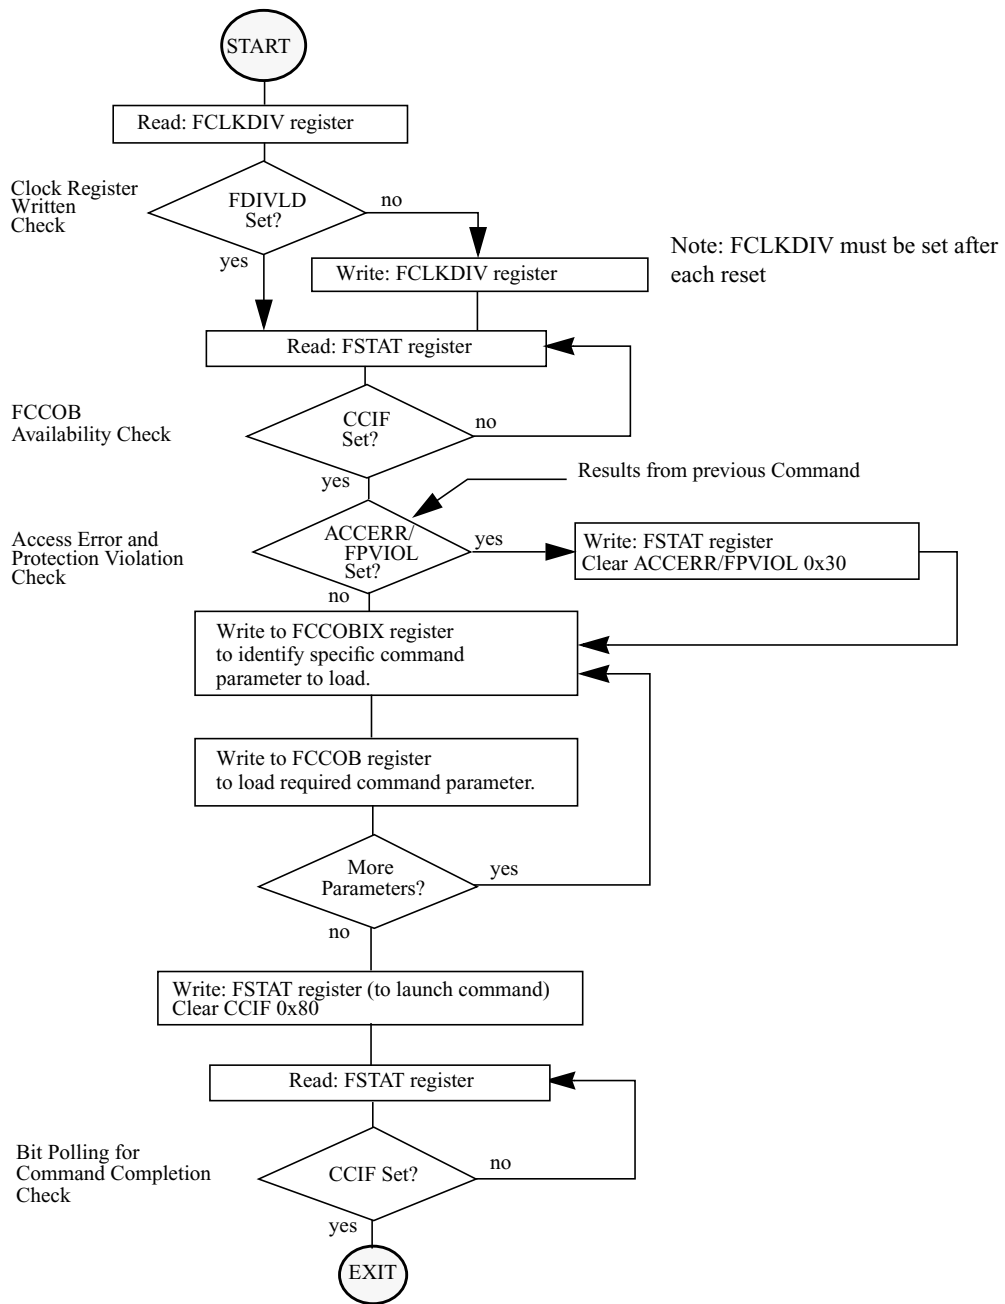 START
Read: FCLKDIV register
Clock Register
Written
Check
FDIVLD
Set?
no
yes
Note: FCLKDIV must be set after
each reset
Write: FCLKDIV register
Read: FSTAT register
FCCOB
Availability Check
CCIF
Set?
no
yes
Results from previous Command
Access Error and
Protection Violation
Check
ACCERR/
FPVIOL
Set?
yes
no
Write: FSTAT register
Clear ACCERR/FPVIOL 0x30
Write to FCCOBIX register
to identify specific command
parameter to load.
Write to FCCOB register
to load required command parameter.
More
Parameters?
yes
no
Write: FSTAT register (to launch command)
Clear CCIF 0x80
Read: FSTAT register
Bit Polling for
Command Completion
Check
CCIF Set?
no
yes
EXIT